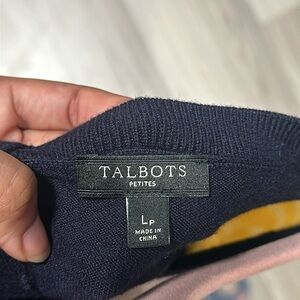 TALBOTS
PETITES
LP
MADE IN
CHINA